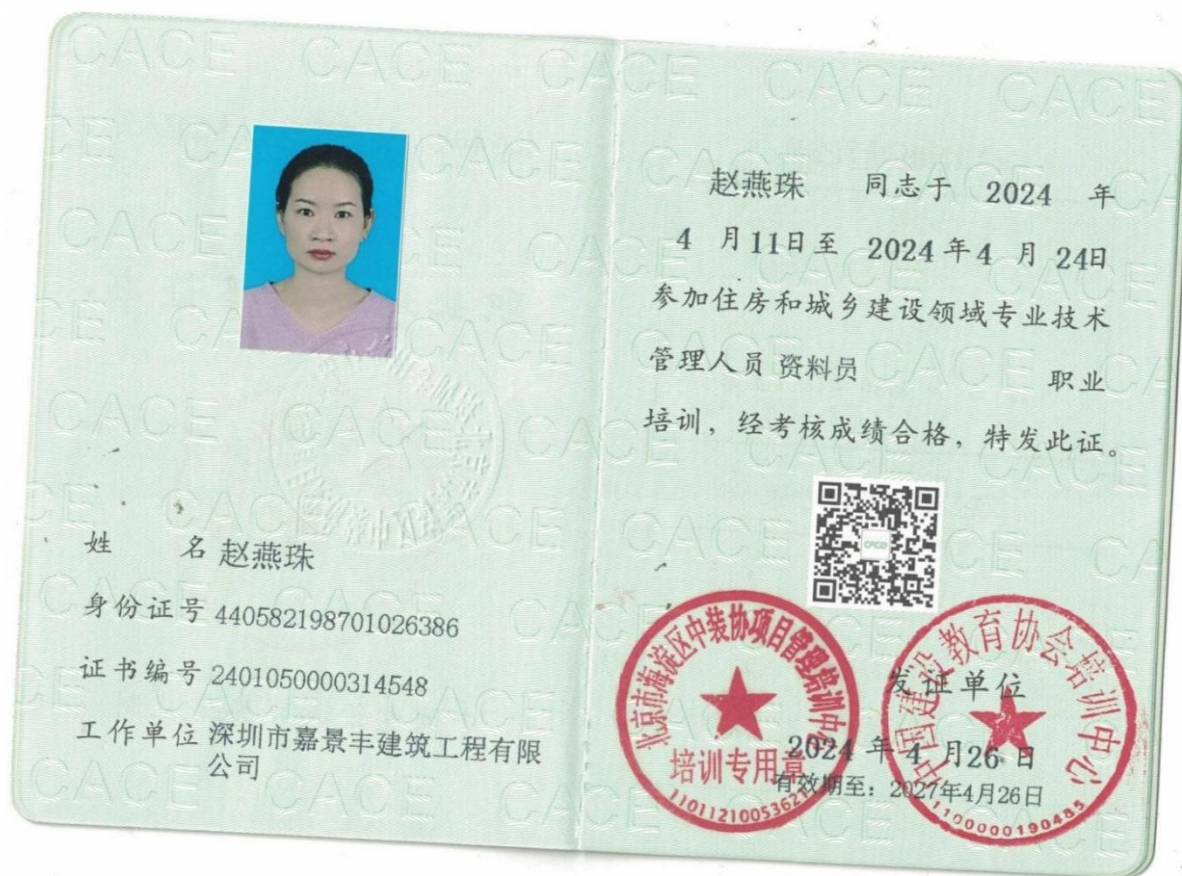 姓 名 赵燕珠
身份证号 440582198701026386
证书编号 2401050000314548
工作单位 深圳市嘉景丰建筑工程有限
公司
赵燕珠 同志于 2024 年
4 月11日至 2024年4 月 24日
参加住房和城乡建设领域专业技术
管理人员 资料员 职业
培训，经考核成绩合格，特发此证。
CACE
北京市海淀区中装协项目管理培训中心
培训专用章
中国建设教育协会培训中心
1100000190485
发证单位
2024 年 4 月26 日
有效期至：2027年4月26日